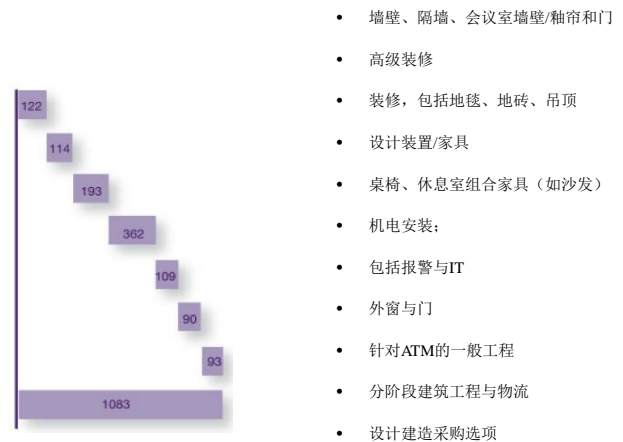 墙壁、隔墙、会议室墙壁/釉帘和门
高级装修
装修，包括地毯、地砖、吊顶
设计装置/家具
桌椅、休息室组合家具（如沙发）
机电安装；
包括报警与IT
外窗与门
针对ATM的一般工程
分阶段建筑工程与物流
设计建造采购选项
122
114
193
362
109
90
93
1083